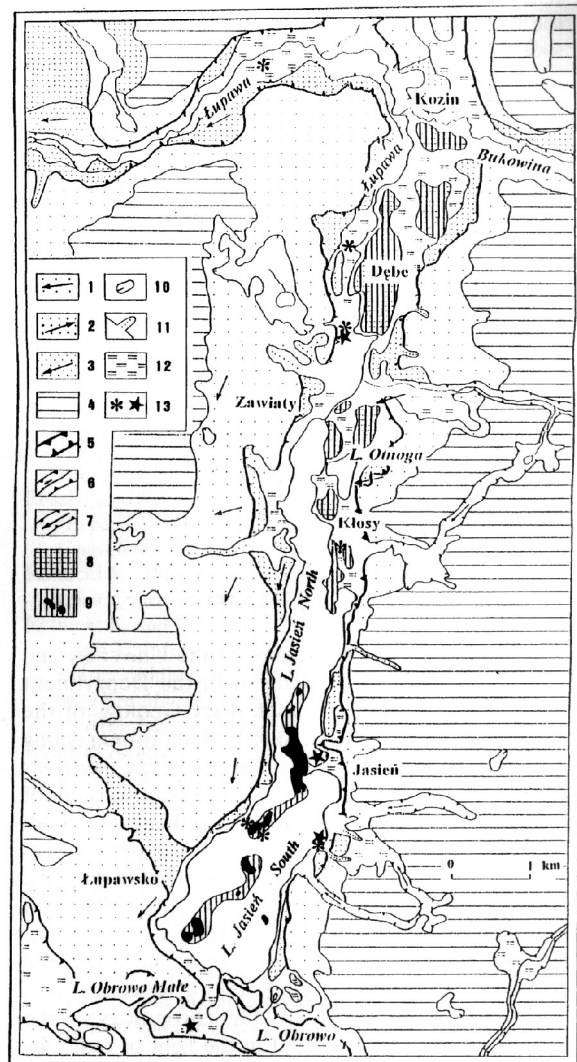 Łupawa
Kozin
Łupawa
Bukowina
Dębe
1 10
2 11
3 12
4 13
5
6
7
8
9
Zawiaty
L. Obnoga
Kłosy
L. Jasień North
Jasień
0 1 km
Łupawsko
L. Jasień South
L. Obrowo Małe
L. Obrowo